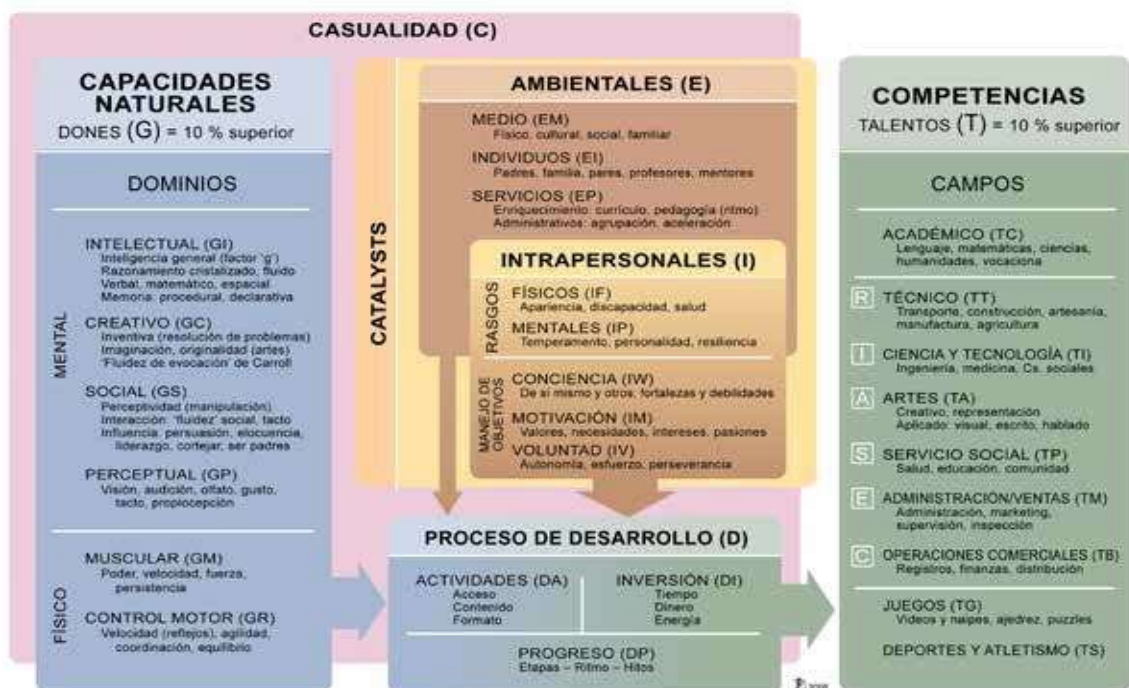 CASUALIDAD (C)
CAPACIDADES
NATURALES
DONES (G) = 10 % superior
DOMINIOS
MENTAL
INTELECTUAL (GI)
Inteligencia general (factor 'g')
Razonamiento cristalizado, fluido
Verbal, matemático, espacial
Memoria: procedural, declarativa
CREATIVO (GC)
Inventiva (resolución de problemas)
Imaginación, originalidad (artes)
'Fluidez de evocación' de Carroll
SOCIAL (GS)
Perceptividad (manipulación)
Interacción: 'fluidez' social, tacto
Influencia, persuasión, elocuencia,
liderazgo, cortejar, ser padres
PERCEPTUAL (GP)
Visión, audición, olfato, gusto,
tacto, propiocepción
FÍSICO
MUSCULAR (GM)
Poder, velocidad, fuerza,
persistencia
CONTROL MOTOR (GR)
Velocidad (reflejos), agilidad,
coordinación, equilibrio
CATALYSTS
AMBIENTALES (E)
MEDIO (EM)
Físico, cultural, social, familiar
INDIVIDUOS (EI)
Padres, familia, pares, profesores, mentores
SERVICIOS (EP)
Enriquecimiento: currículo, pedagogía (ritmo)
Administrativos: agrupación, aceleración
INTRAPERSONALES (I)
RASGOS
FÍSICOS (IF)
Apariencia, discapacidad, salud
MENTALES (IP)
Temperamento, personalidad, resiliencia
MANEJO DE
OBJETIVOS
CONCIENCIA (IW)
De sí mismo y otros: fortalezas y debilidades
MOTIVACIÓN (IM)
Valores, necesidades, intereses, pasiones
VOLUNTAD (IV)
Autonomía, esfuerzo, perseverancia
PROCESO DE DESARROLLO (D)
ACTIVIDADES (DA)
Acceso
Contenido
Formato
INVERSIÓN (DI)
Tiempo
Dinero
Energía
PROGRESO (DP)
Etapas – Ritmo – Hitos
COMPETENCIAS
TALENTOS (T) = 10 % superior
CAMPOS
ACADÉMICO (TC)
Lenguaje, matemáticas, ciencias,
humanidades, vocaciona
R TÉCNICO (TT)
Transporte, construcción, artesanía,
manufactura, agricultura
I CIENCIA Y TECNOLOGÍA (TI)
Ingeniería, medicina, Cs. sociales
A ARTES (TA)
Creativo, representación
Aplicado: visual, escrito, hablado
S SERVICIO SOCIAL (TP)
Salud, educación, comunidad
E ADMINISTRACIÓN/VENTAS (TM)
Administración, marketing,
supervisión, inspección
C OPERACIONES COMERCIALES (TB)
Registros, finanzas, distribución
JUEGOS (TG)
Videos y naipes, ajedrez, puzzles
DEPORTES Y ATLETISMO (TS)